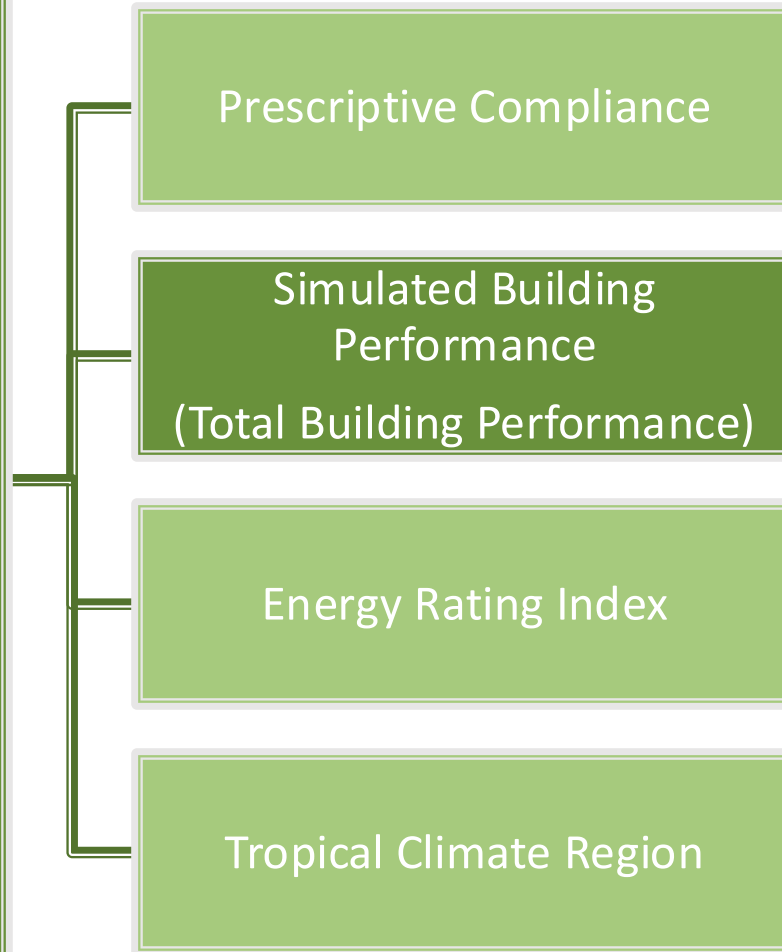 Prescriptive Compliance
Simulated Building
Performance
(Total Building Performance)
Energy Rating Index
Tropical Climate Region